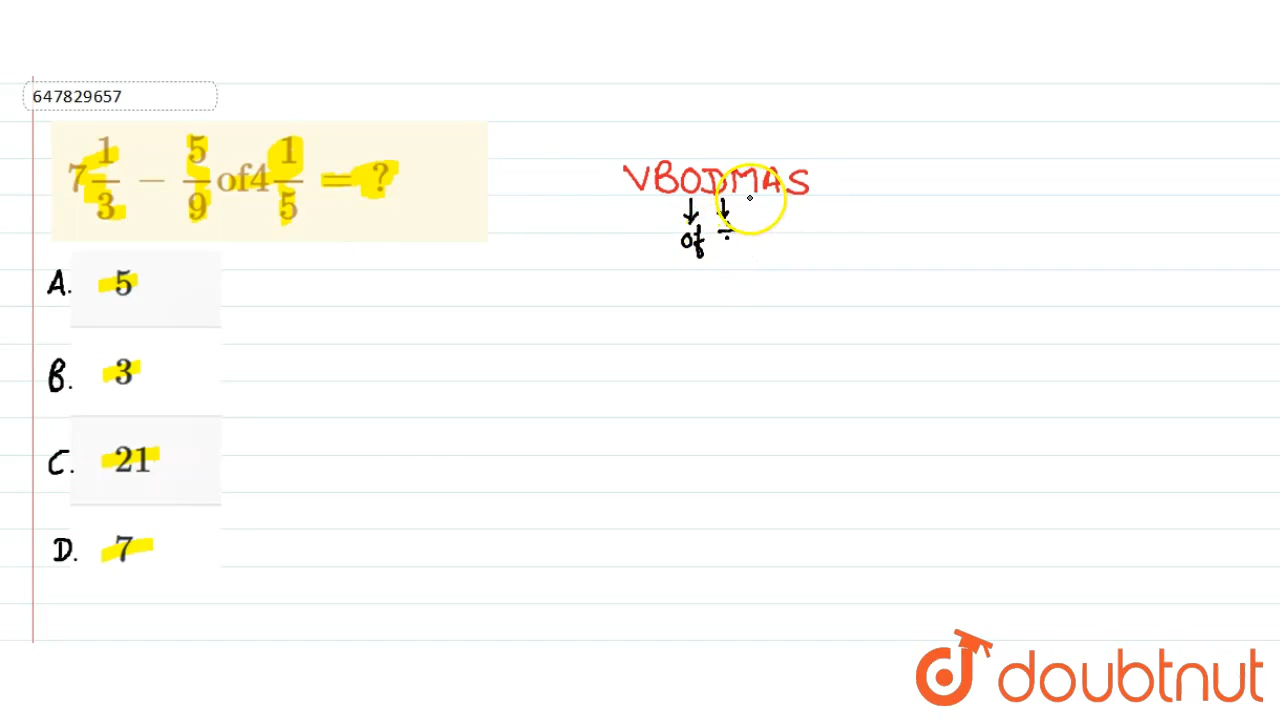 647829657
7 1/3 − 5/9 of 4 1/5 = ?
VBODMAS
of ÷
A. 5
B. 3
C. 21
D. 7
doubtnut